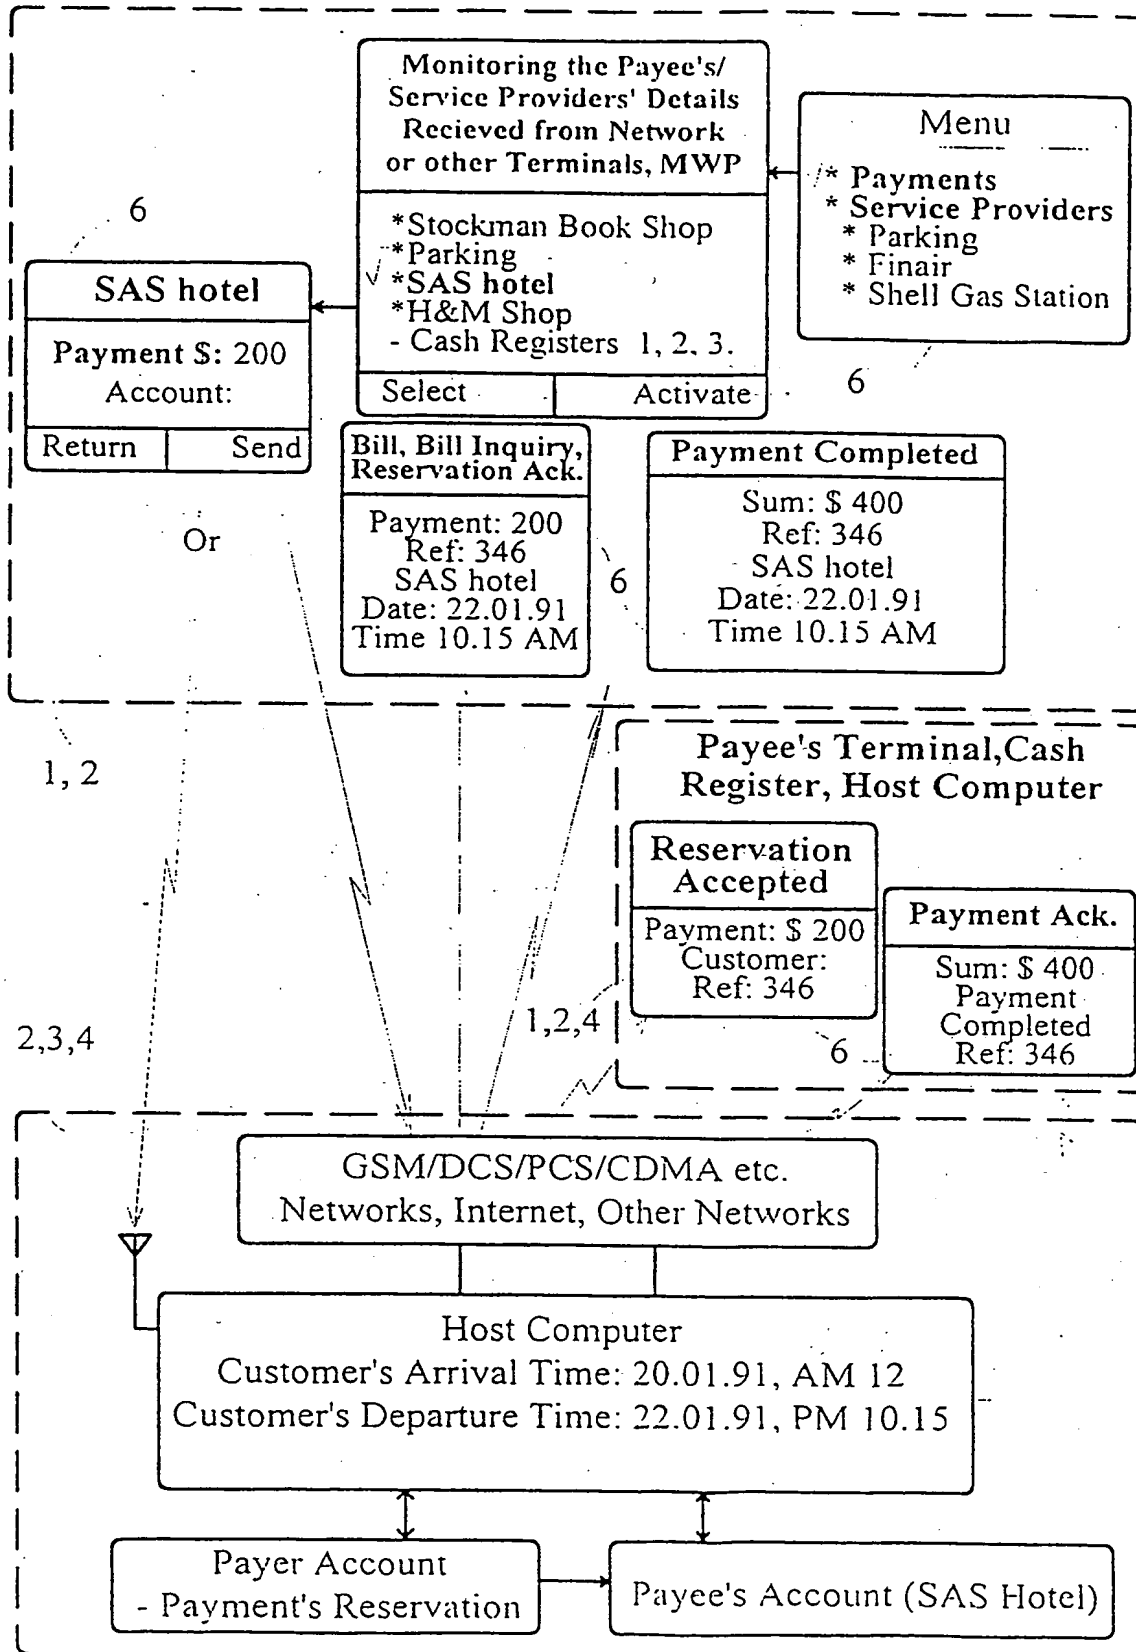 Monitoring the Payee's/
Service Providers' Details
Recieved from Network
or other Terminals, MWP
*Stockman Book Shop
*Parking
*SAS hotel
*H&M Shop
- Cash Registers 1, 2, 3.
Select Activate
Menu
* Payments
* Service Providers
* Parking
* Finair
* Shell Gas Station
6
6
SAS hotel
Payment $: 200
Account:
Return Send
Or
Bill, Bill Inquiry,
Reservation Ack.
Payment: 200
Ref: 346
SAS hotel
Date: 22.01.91
Time 10.15 AM
6
Payment Completed
Sum: $ 400
Ref: 346
SAS hotel
Date: 22.01.91
Time 10.15 AM
1, 2
Payee's Terminal,Cash
Register, Host Computer
Reservation
Accepted
Payment: $ 200
Customer:
Ref: 346
Payment Ack.
Sum: $ 400
Payment
Completed
Ref: 346
1,2,4
6
2,3,4
GSM/DCS/PCS/CDMA etc.
Networks, Internet, Other Networks
Host Computer
Customer's Arrival Time: 20.01.91, AM 12
Customer's Departure Time: 22.01.91, PM 10.15
Payer Account
- Payment's Reservation
Payee's Account (SAS Hotel)